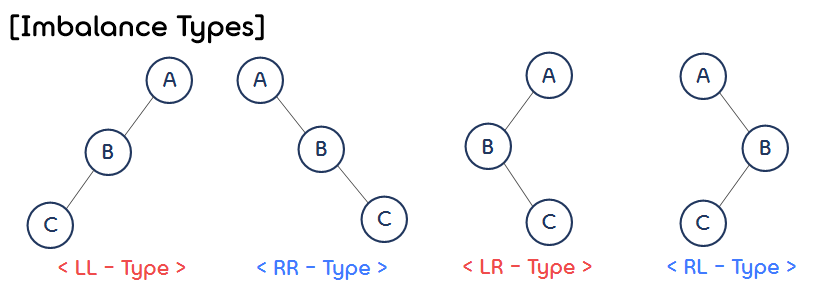 [Imbalance Types]
A
B
C
< LL - Type >
A
B
C
< RR - Type >
A
B
C
< LR - Type >
A
B
C
< RL - Type >